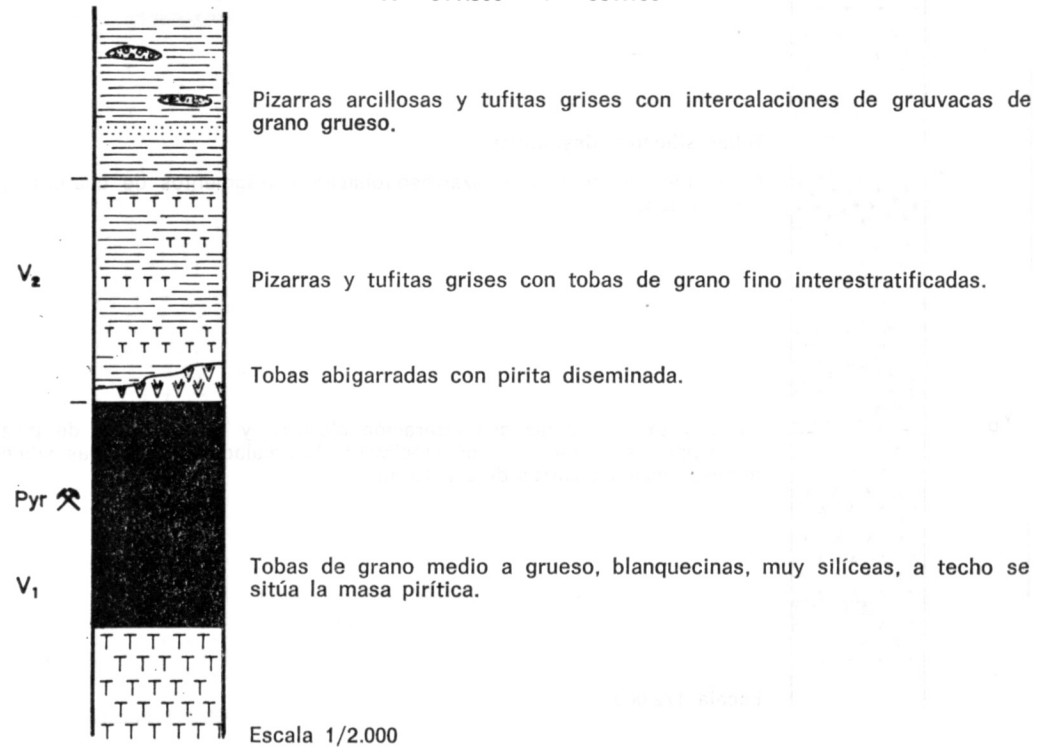 Pizarras arcillosas y tufitas grises con intercalaciones de grauvacas de
grano grueso.
T T T T T T
T T T
V₂
T T T T
Pizarras y tufitas grises con tobas de grano fino interestratificadas.
T T T T T
T T T T T
Tobas abigarradas con pirita diseminada.
Pyr
Tobas de grano medio a grueso, blanquecinas, muy silíceas, a techo se
sitúa la masa pirítica.
V₁
T T T T T
T T T T T
T T T T T
T T T T T
T T T T T T
Escala 1/2.000